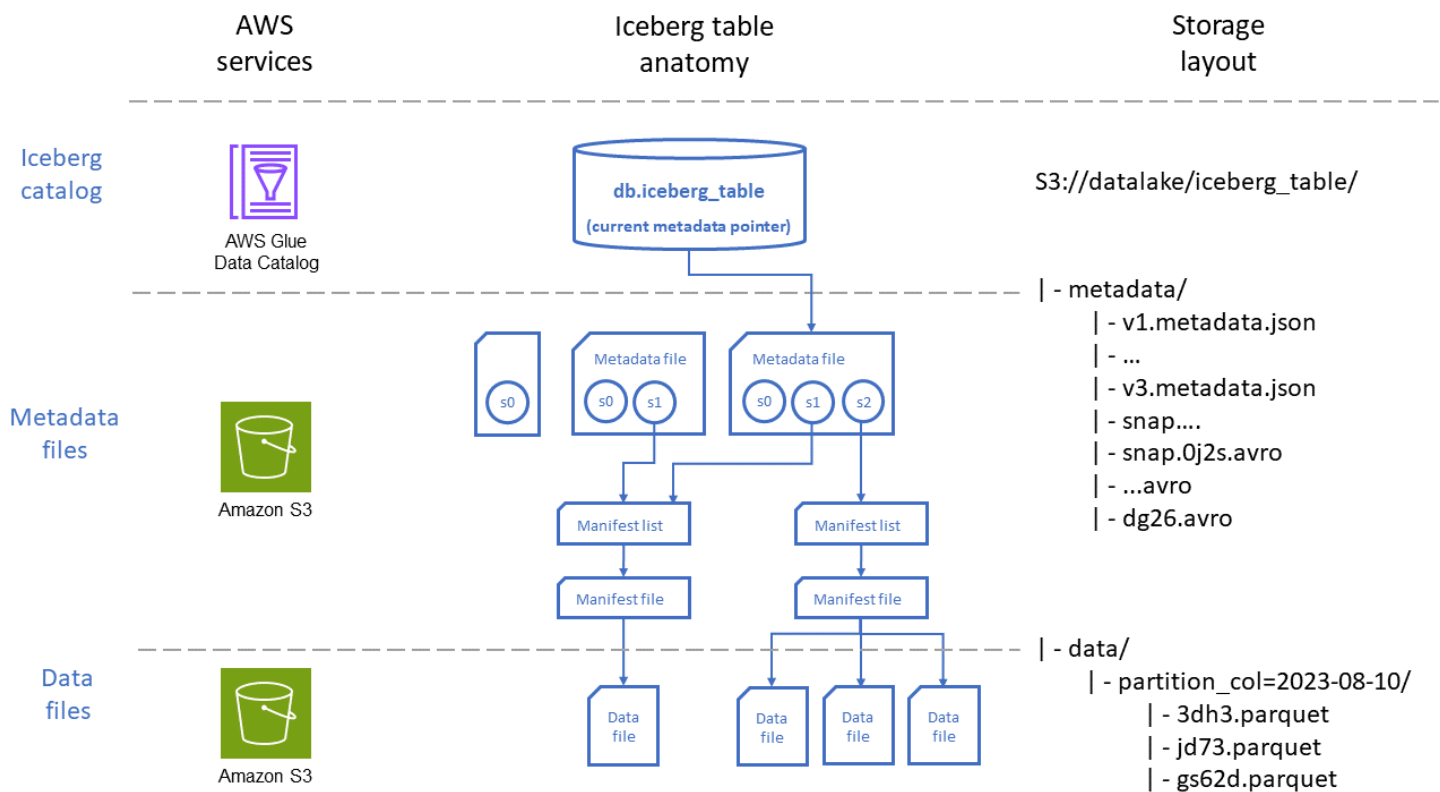 AWS
services
Iceberg table
anatomy
Storage
layout
Iceberg
catalog
AWS Glue
Data Catalog
db.iceberg_table
(current metadata pointer)
S3://datalake/iceberg_table/
Metadata
files
Amazon S3
s0
Metadata file
s0
s1
Metadata file
s0
s1
s2
Manifest list
Manifest list
Manifest file
Manifest file
| - metadata/
| - v1.metadata.json
| - ...
| - v3.metadata.json
| - snap....
| - snap.0j2s.avro
| - ...avro
| - dg26.avro
Data
files
Amazon S3
Data
file
Data
file
Data
file
Data
file
| - data/
| - partition_col=2023-08-10/
| - 3dh3.parquet
| - jd73.parquet
| - gs62d.parquet